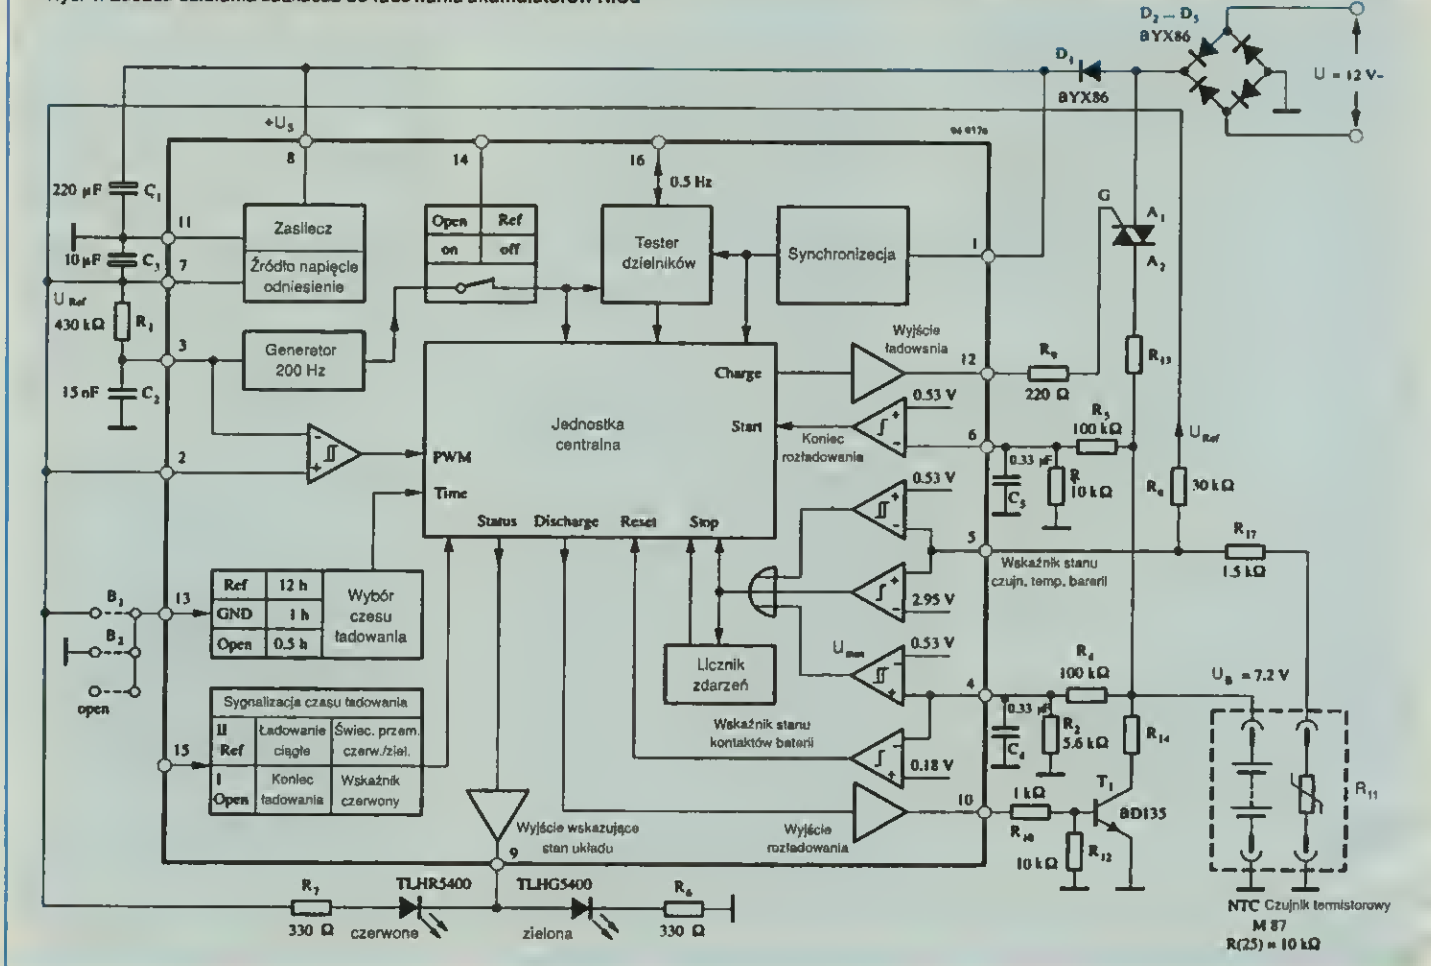 D₂ ... D₅
BYX86
D₁
BYX86
U = 12 V~
+U_S
94 8176
8
14
16
0.5 Hz
220 µF
C₁
11
10 µF
C₃
7
U_Ref
430 kΩ
R₁
3
15 nF
C₂
2
Zasilacz
Źródło napięcie
odniesienie
Open
Ref
on
off
Tester
dzielników
Synchronizecja
1
G
A₁
A₂
Generator
200 Hz
Wyjście
ładowania
12
R₉
220 Ω
R₁₃
Charge
0.53 V
Start
Koniec
rozładowania
6
R₅
100 kΩ
U_Ref
Jednostka
centralna
PWM
Time
0.33 µF
C₅
R
10 kΩ
R₈
30 kΩ
0.53 V
Status
Discharge
Reset
Stop
5
Wskaźnik stanu
czujn. temp. baterii
R₁₇
1.5 kΩ
2.95 V
B₁
13
B₂
open
Ref
12 h
GND
1 h
Open
0.5 h
Wybór
czesu
ładowania
Licznik
zdarzeń
0.53 V
4
R₄
100 kΩ
U_B = 7.2 V
Sygnalizacja czasu ładowania
II
Ref
Ładowanie
ciągłe
Świec. przem.
czerw./ziel.
I
Open
Koniec
ładowania
Wskaźnik
czerwony
15
Wskaźnik stanu
kontaktów baterii
0.18 V
0.33 µF
C₄
R₂
5.6 kΩ
R₁₄
T₁
BD135
10
1 kΩ
R₁₀
10 kΩ
R₁₂
R₁₁
Wyjście wskazujące
stan układu
Wyjście
rozładowania
9
R₇
330 Ω
TLHR5400
czerwone
TLHG5400
zielona
R₆
330 Ω
NTC Czujnik termistorowy
M 87
R(25) = 10 kΩ